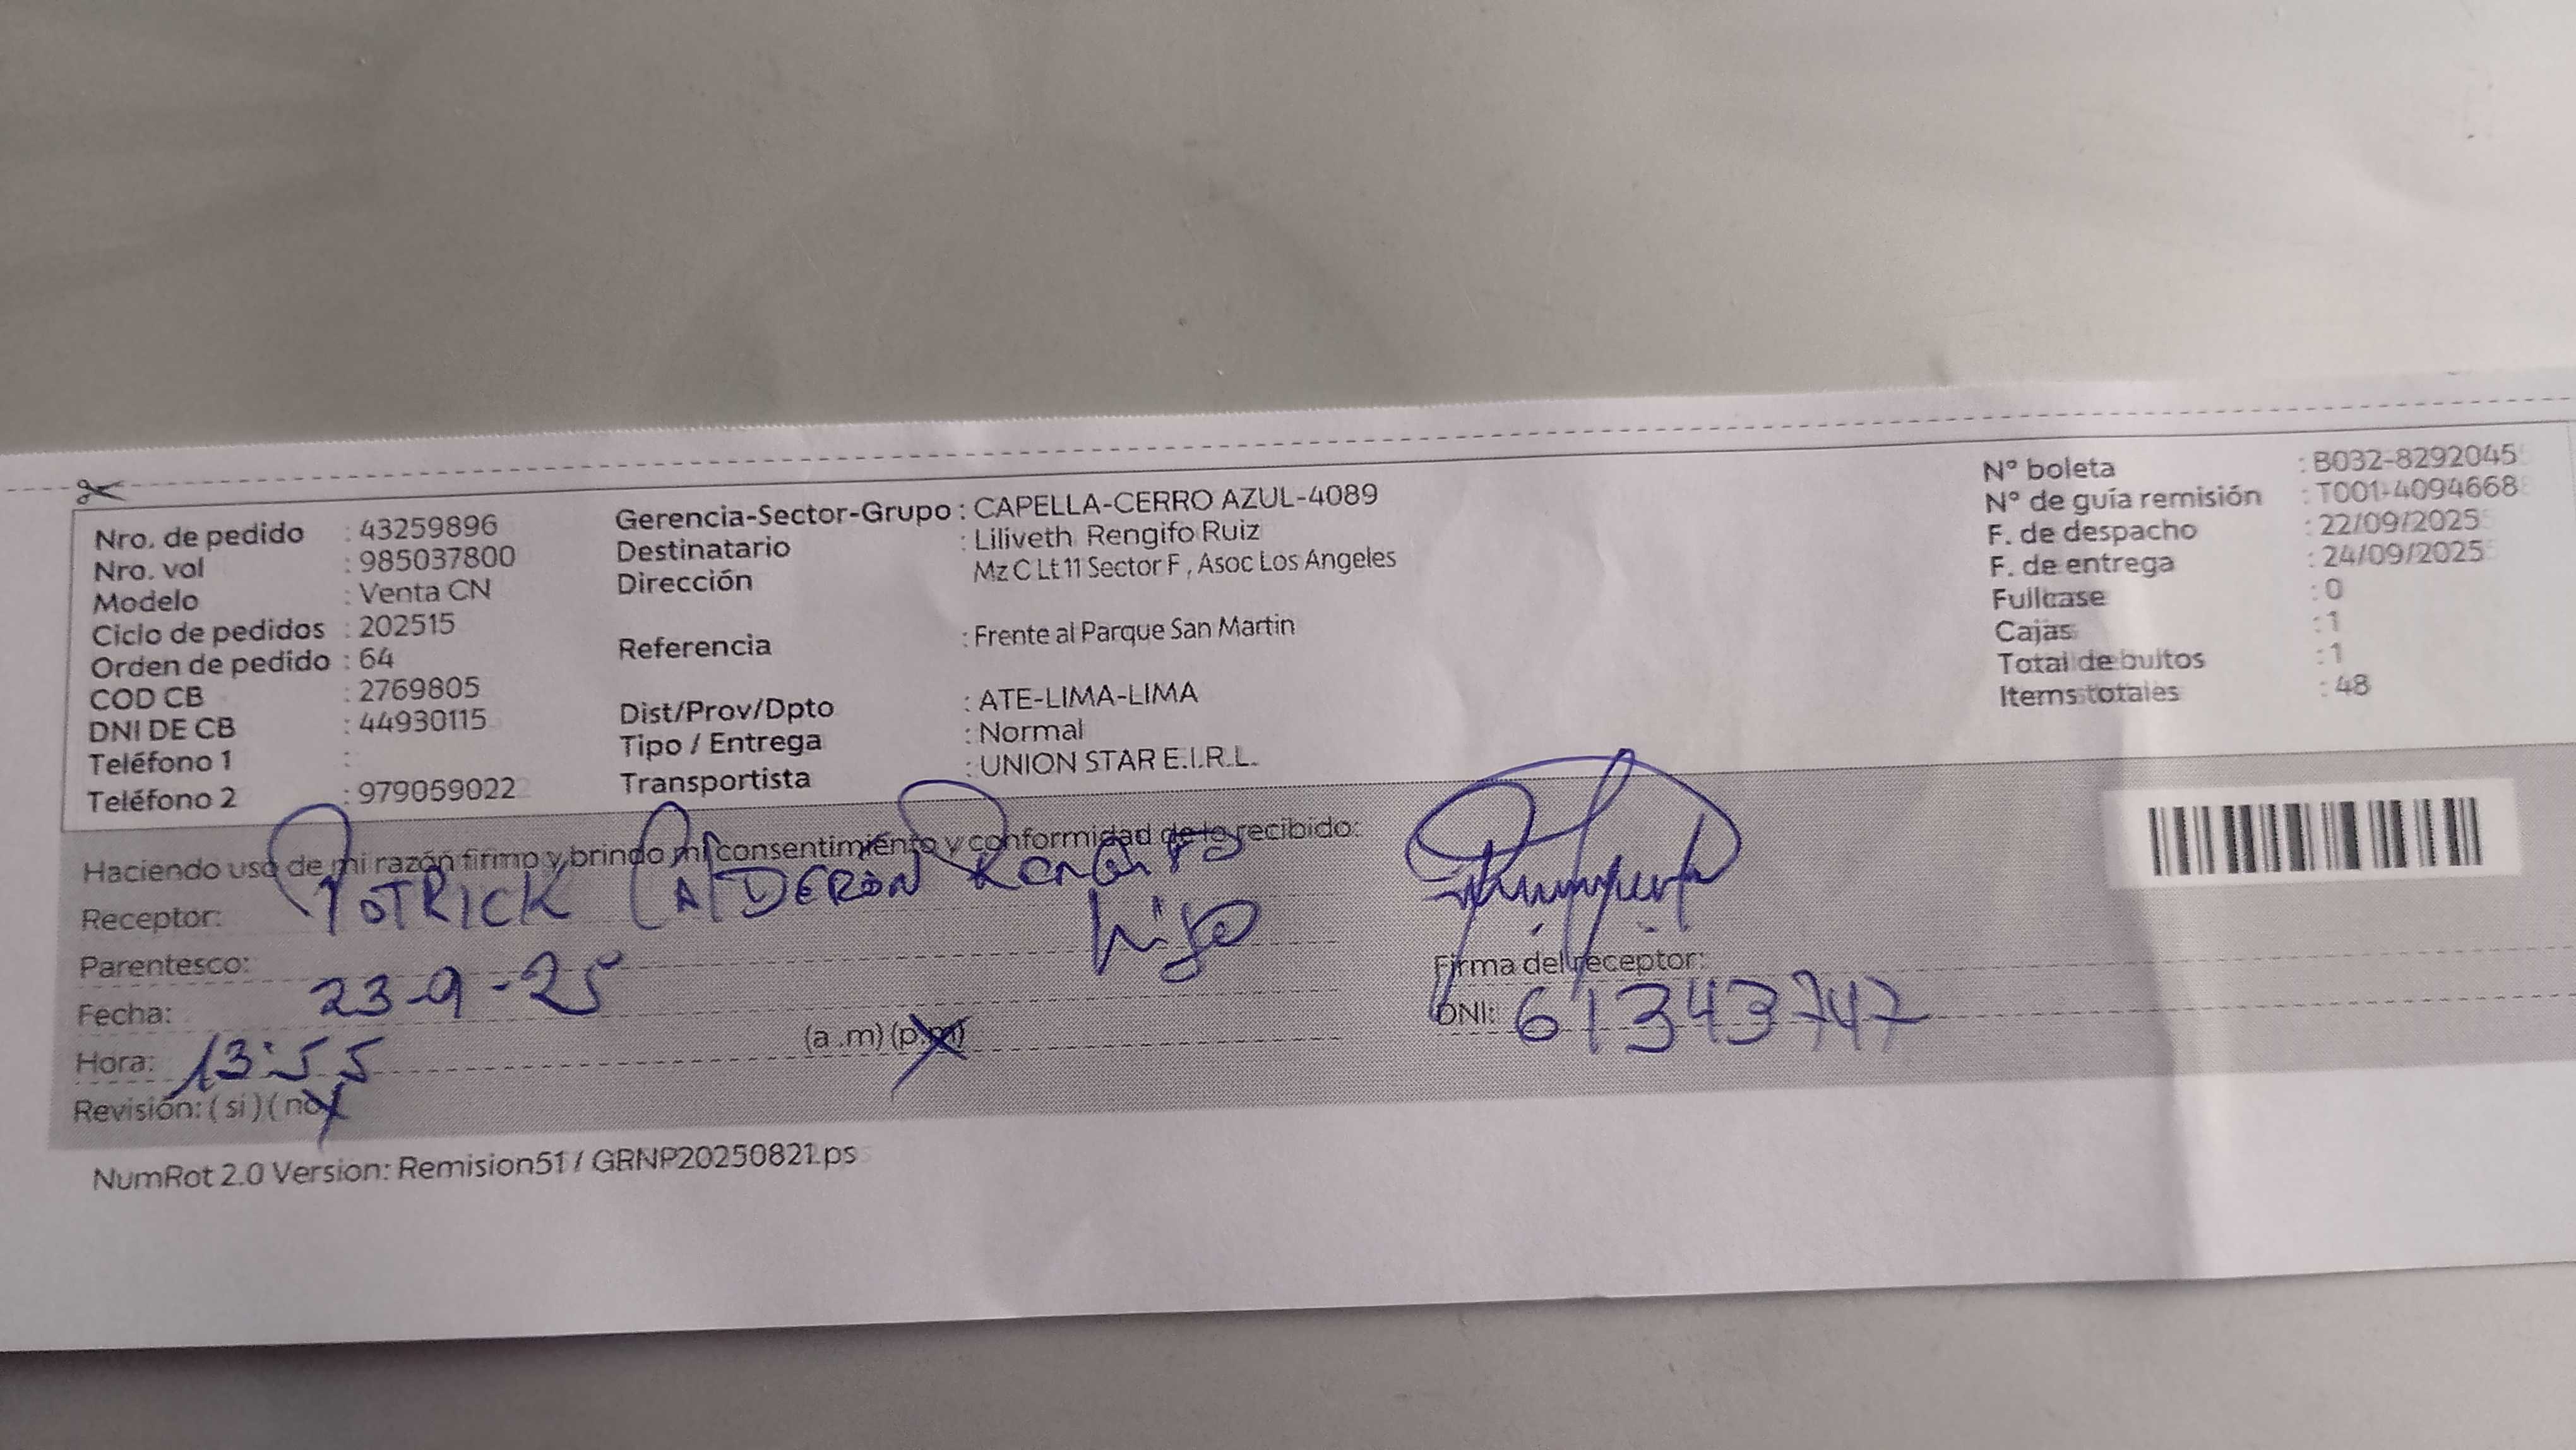 Nro. de pedido : 43259896
Nro. vol : 985037800
Modelo : Venta CN
Ciclo de pedidos : 202515
Orden de pedido : 64
COD CB : 2769805
DNI DE CB : 44930115
Teléfono 1 :
Teléfono 2 : 979059022
Gerencia-Sector-Grupo : CAPELLA-CERRO AZUL-4089
Destinatario : Liliveth Rengifo Ruiz
Dirección Mz C Lt 11 Sector F , Asoc Los Angeles
Referencia : Frente al Parque San Martin
Dist/Prov/Dpto : ATE-LIMA-LIMA
Tipo / Entrega : Normal
Transportista : UNION STAR E.I.R.L.
N° boleta : B032-8292045
N° de guía remisión : T001-4094668
F. de despacho : 22/09/2025
F. de entrega : 24/09/2025
Fullcase : 0
Cajas : 1
Total de bultos : 1
Items totales : 48
Haciendo uso de mi razón firmo y brindo mi consentimiento y conformidad de lo recibido:
Receptor: PATRICK CALDERON Rengifo
Parentesco: hijo
Fecha: 23-9-25
Hora: 13:55 (a .m) (p.m)
Revisión: ( si ) ( no
Firma del receptor:
DNI: 61343747
NumRot 2.0 Version: Remision51 / GRNP20250821.ps